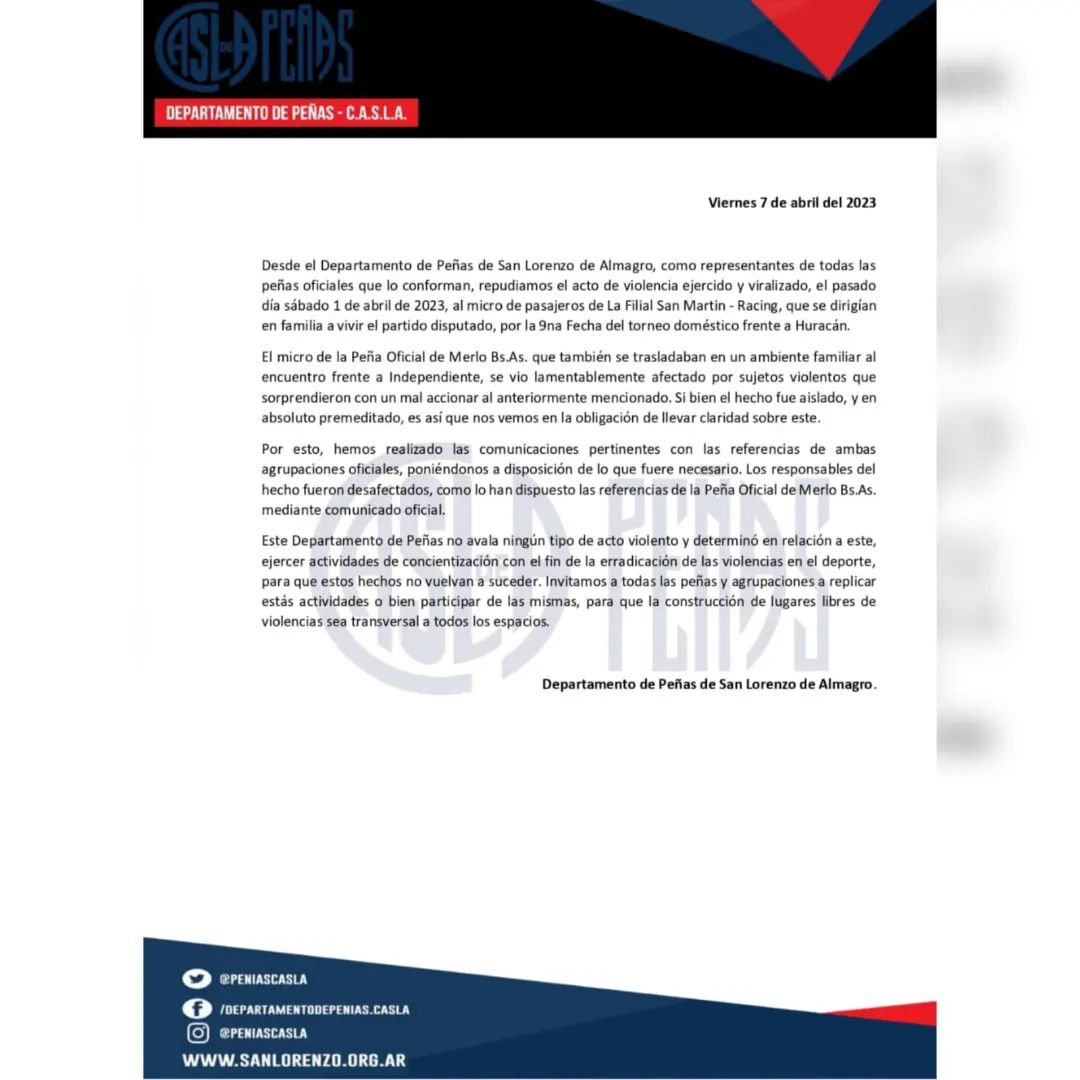 CASLA DE PEÑAS
DEPARTAMENTO DE PEÑAS - C.A.S.L.A.
Viernes 7 de abril del 2023
Desde el Departamento de Peñas de San Lorenzo de Almagro, como representantes de todas las
peñas oficiales que lo conforman, repudiamos el acto de violencia ejercido y viralizado, el pasado
día sábado 1 de abril de 2023, al micro de pasajeros de La Filial San Martin - Racing, que se dirigían
en familia a vivir el partido disputado, por la 9na Fecha del torneo doméstico frente a Huracán.
El micro de la Peña Oficial de Merlo Bs.As. que también se trasladaban en un ambiente familiar al
encuentro frente a Independiente, se vio lamentablemente afectado por sujetos violentos que
sorprendieron con un mal accionar al anteriormente mencionado. Si bien el hecho fue aislado, y en
absoluto premeditado, es así que nos vemos en la obligación de llevar claridad sobre este.
Por esto, hemos realizado las comunicaciones pertinentes con las referencias de ambas
agrupaciones oficiales, poniéndonos a disposición de lo que fuere necesario. Los responsables del
hecho fueron desafectados, como lo han dispuesto las referencias de la Peña Oficial de Merlo Bs.As.
mediante comunicado oficial.
Este Departamento de Peñas no avala ningún tipo de acto violento y determinó en relación a este,
ejercer actividades de concientización con el fin de la erradicación de las violencias en el deporte,
para que estos hechos no vuelvan a suceder. Invitamos a todas las peñas y agrupaciones a replicar
estás actividades o bien participar de las mismas, para que la construcción de lugares libres de
violencias sea transversal a todos los espacios.
CASLA DE PEÑAS
Departamento de Peñas de San Lorenzo de Almagro.
@PENIASCASLA
/DEPARTAMENTODEPENIAS.CASLA
@PENIASCASLA
WWW.SANLORENZO.ORG.AR